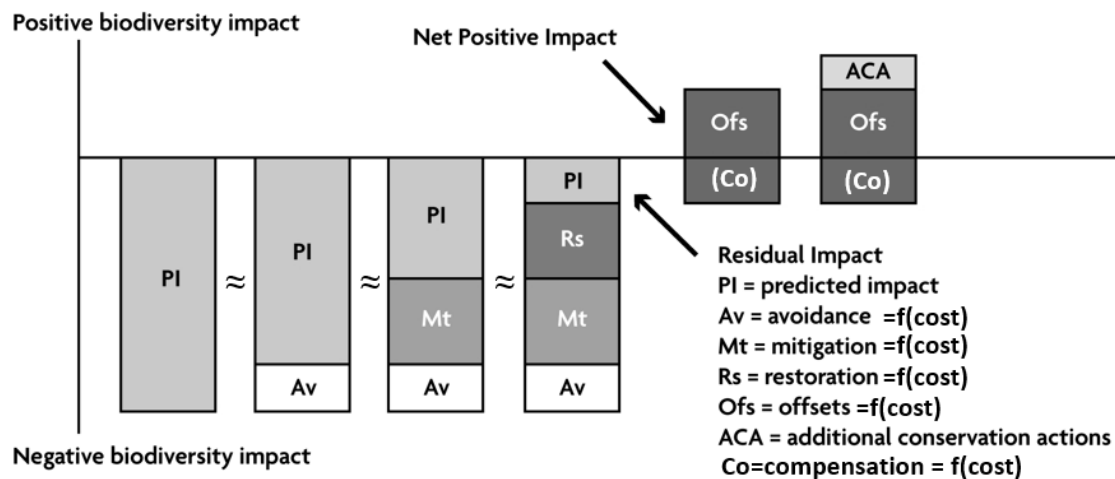 Positive biodiversity impact
Net Positive Impact
ACA
Ofs
Ofs
(Co)
(Co)
PI
≈
PI
Av
≈
PI
Mt
Av
≈
PI
Rs
Mt
Av
Residual Impact
PI = predicted impact
Av = avoidance =f(cost)
Mt = mitigation =f(cost)
Rs = restoration =f(cost)
Ofs = offsets =f(cost)
ACA = additional conservation actions
Co=compensation = f(cost)
Negative biodiversity impact